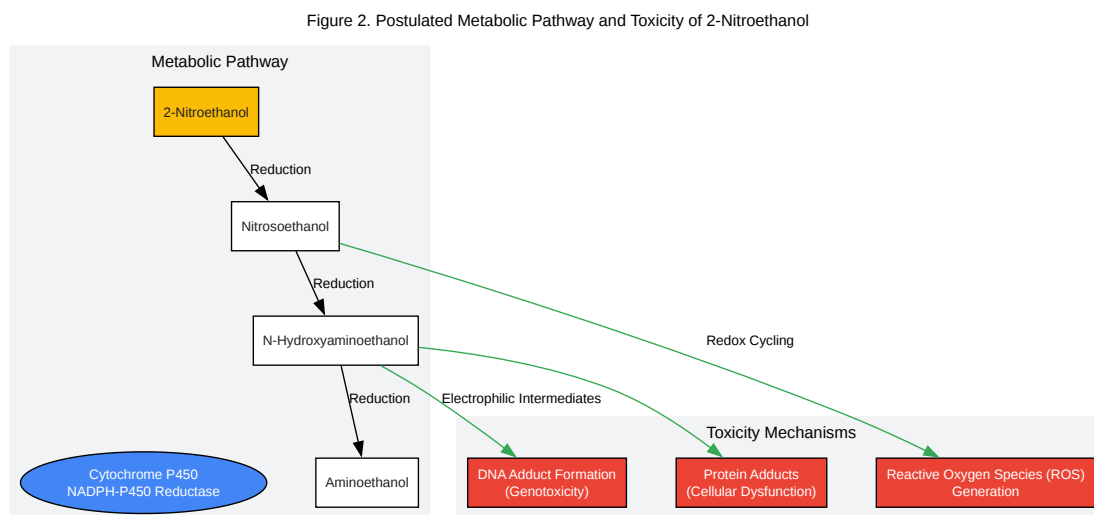 Figure 2. Postulated Metabolic Pathway and Toxicity of 2-Nitroethanol
Metabolic Pathway
2-Nitroethanol
Reduction
Nitrosoethanol
Reduction
N-Hydroxyaminoethanol
Redox Cycling
Reduction
Electrophilic Intermediates
Toxicity Mechanisms
Cytochrome P450
NADPH-P450 Reductase
Aminoethanol
DNA Adduct Formation
(Genotoxicity)
Protein Adducts
(Cellular Dysfunction)
Reactive Oxygen Species (ROS)
Generation